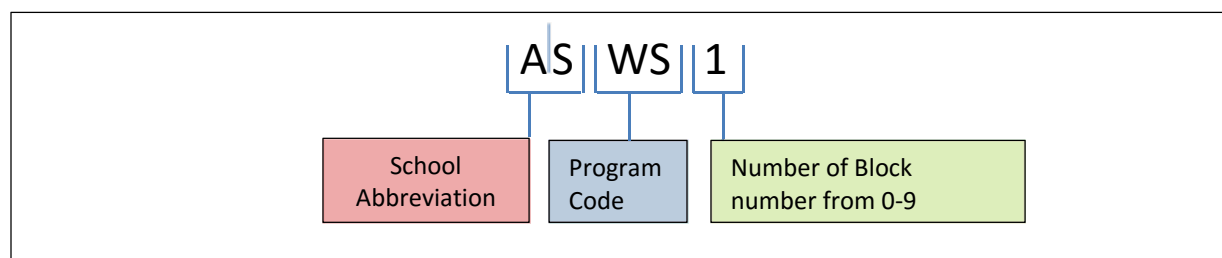 AS WS 1
School
Abbreviation
Program
Code
Number of Block
number from 0-9